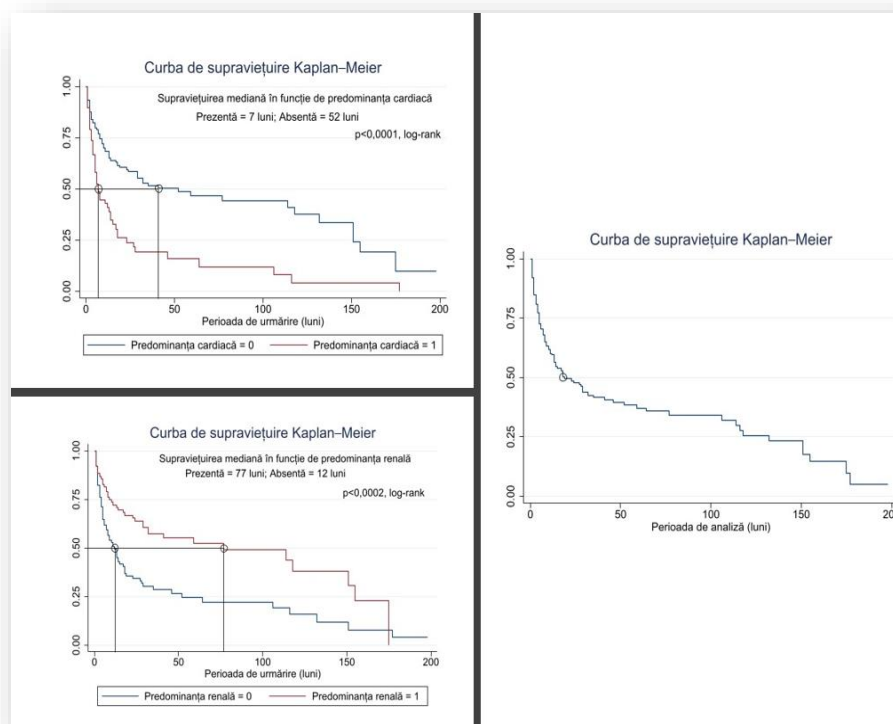 Curba de supraviețuire Kaplan–Meier
Supraviețuirea mediană în funcție de predominanța cardiacă
Prezentă = 7 luni; Absentă = 52 luni
p<0,0001, log-rank
1.00
0.75
0.50
0.25
0.00
0 50 100 150 200
Perioada de urmărire (luni)
Predominanța cardiacă = 0 Predominanța cardiacă = 1
Curba de supraviețuire Kaplan–Meier
Supraviețuirea mediană în funcție de predominanța renală
Prezentă = 77 luni; Absentă = 12 luni
p<0,0002, log-rank
1.00
0.75
0.50
0.25
0.00
0 50 100 150 200
Perioada de urmărire (luni)
Predominanța renală = 0 Predominanța renală = 1
Curba de supraviețuire Kaplan–Meier
1.00
0.75
0.50
0.25
0.00
0 50 100 150
Perioada de analiză (luni)